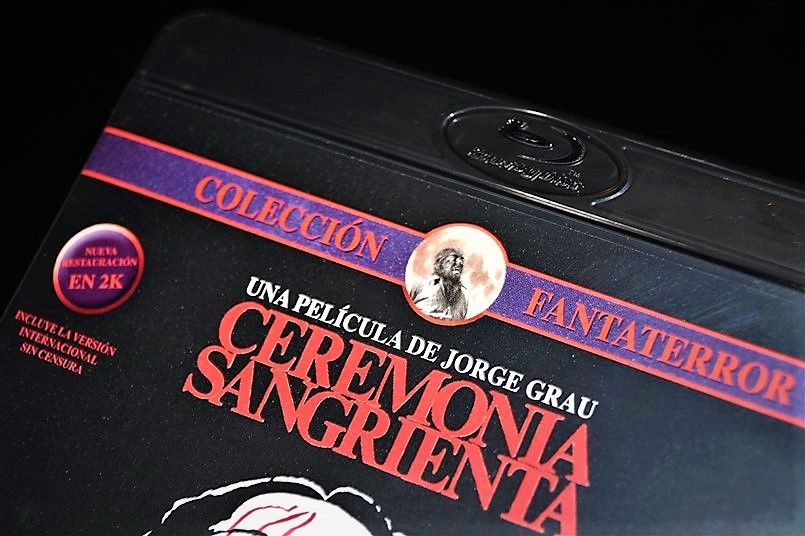 COLECCIÓN FANTATERROR
NUEVA
RESTAURACIÓN
EN 2K
INCLUYE LA VERSIÓN
INTERNACIONAL
SIN CENSURA
UNA PELÍCULA DE JORGE GRAU
CEREMONIA
SANGRIENTA